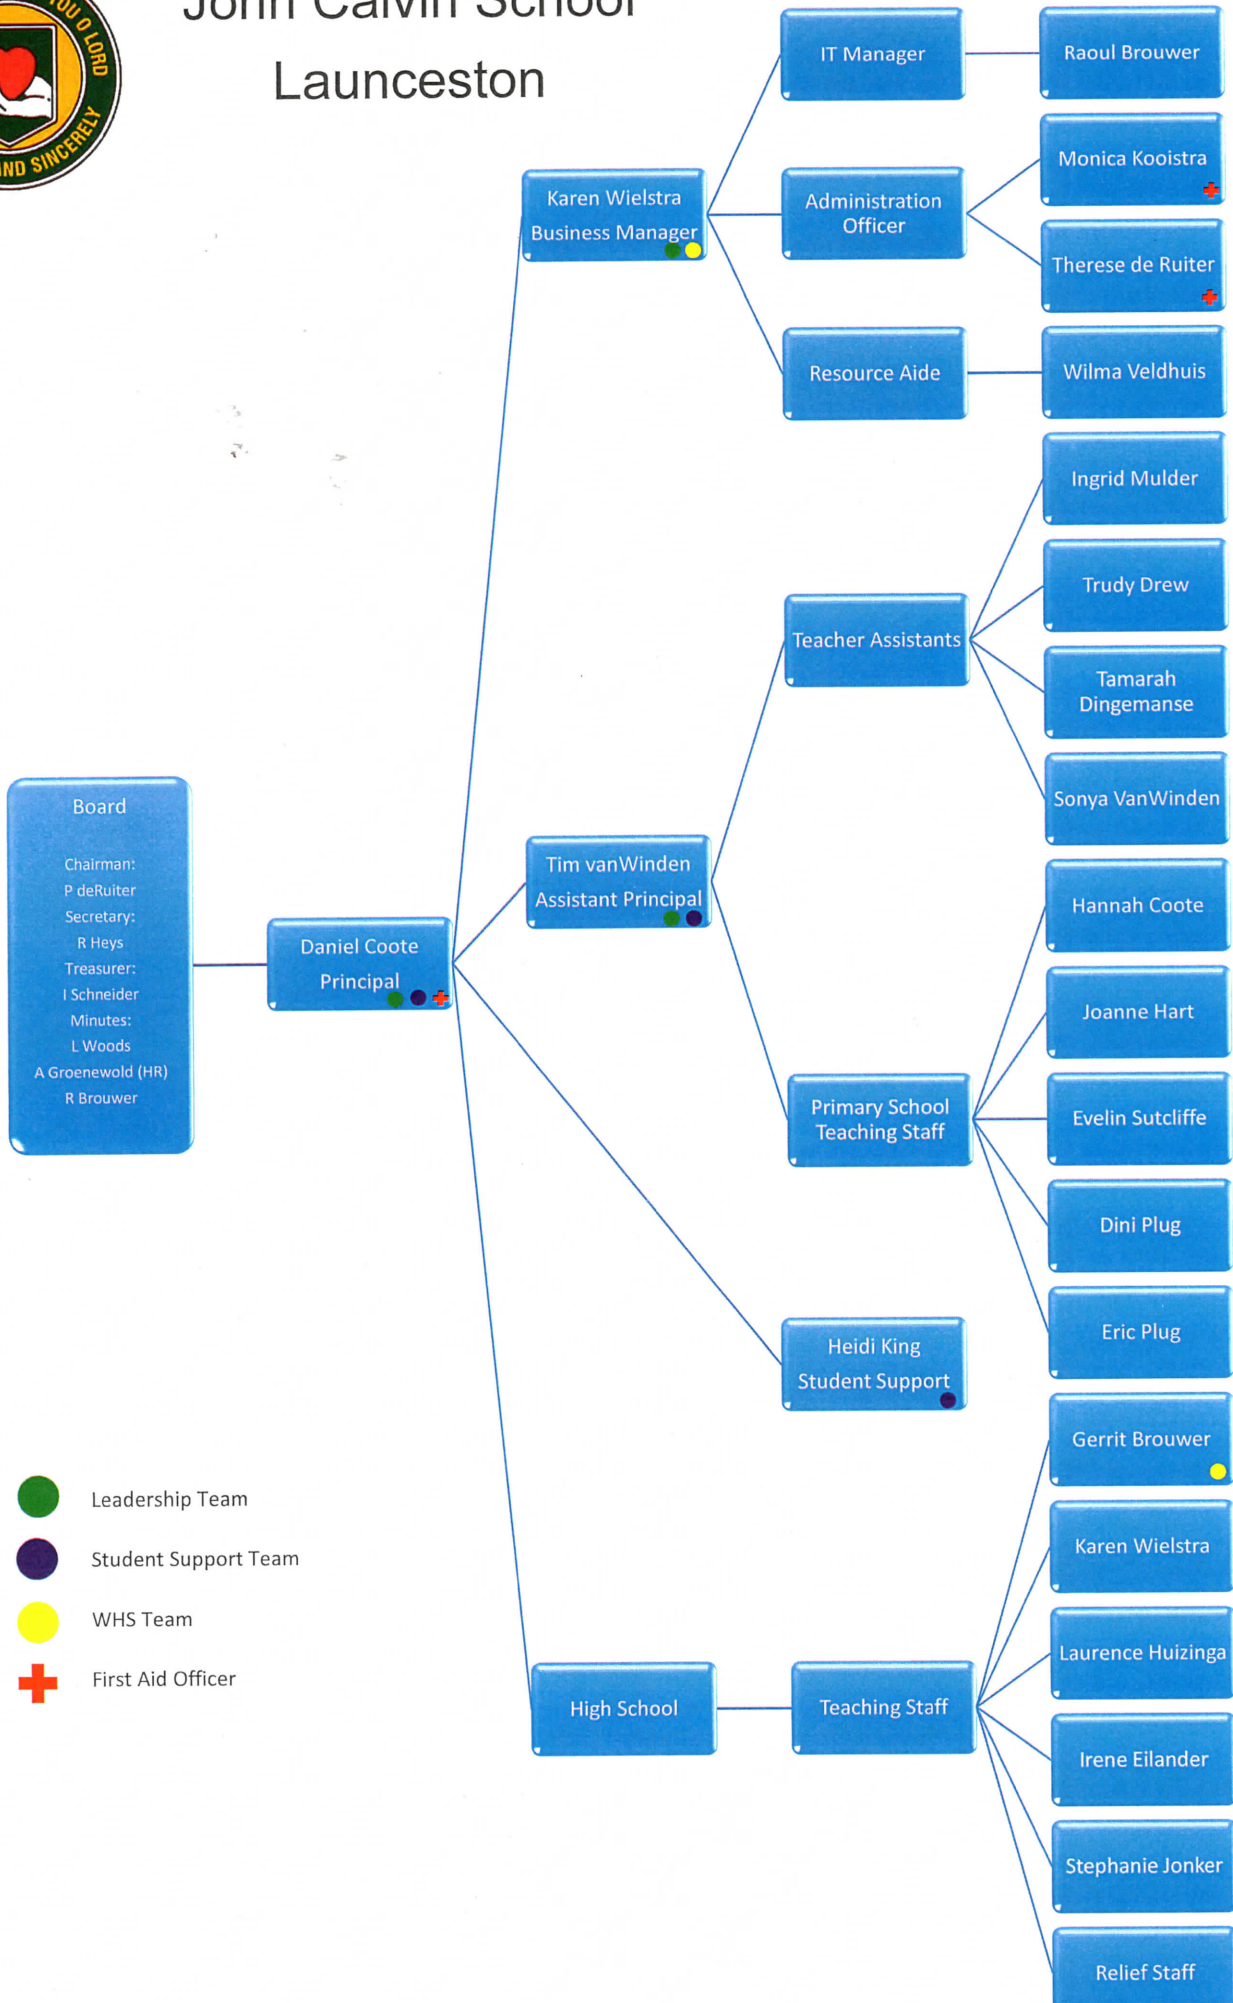 YOU O LORD
AND SINCERELY
John Calvin School
Launceston
IT Manager
Raoul Brouwer
Monica Kooistra
Karen Wielstra
Business Manager
Administration
Officer
Therese de Ruiter
Resource Aide
Wilma Veldhuis
Ingrid Mulder
Trudy Drew
Teacher Assistants
Tamarah
Dingemanse
Sonya VanWinden
Board
Chairman:
P deRuiter
Secretary:
R Heys
Treasurer:
I Schneider
Minutes:
L Woods
A Groenewold (HR)
R Brouwer
Daniel Coote
Principal
Tim vanWinden
Assistant Principal
Hannah Coote
Joanne Hart
Primary School
Teaching Staff
Evelin Sutcliffe
Dini Plug
Eric Plug
Heidi King
Student Support
Gerrit Brouwer
Karen Wielstra
Laurence Huizinga
High School
Teaching Staff
Irene Eilander
Stephanie Jonker
Relief Staff
Leadership Team
Student Support Team
WHS Team
First Aid Officer